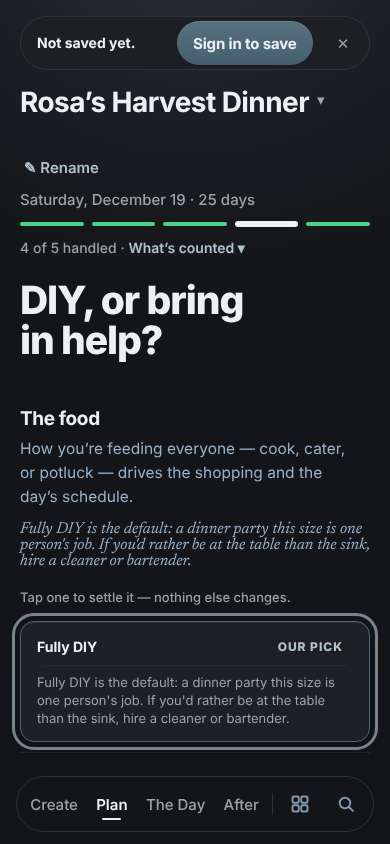 Not saved yet.
Sign in to save
×
Rosa’s Harvest Dinner ▾
✎ Rename
Saturday, December 19 · 25 days
4 of 5 handled · What’s counted ▾
DIY, or bring
in help?
The food
How you’re feeding everyone — cook, cater,
or potluck — drives the shopping and the
day’s schedule.
Fully DIY is the default: a dinner party this size is one
person's job. If you'd rather be at the table than the sink,
hire a cleaner or bartender.
Tap one to settle it — nothing else changes.
Fully DIY
OUR PICK
Fully DIY is the default: a dinner party this size is
one person's job. If you'd rather be at the table
than the sink, hire a cleaner or bartender.
Create
Plan
The Day
After